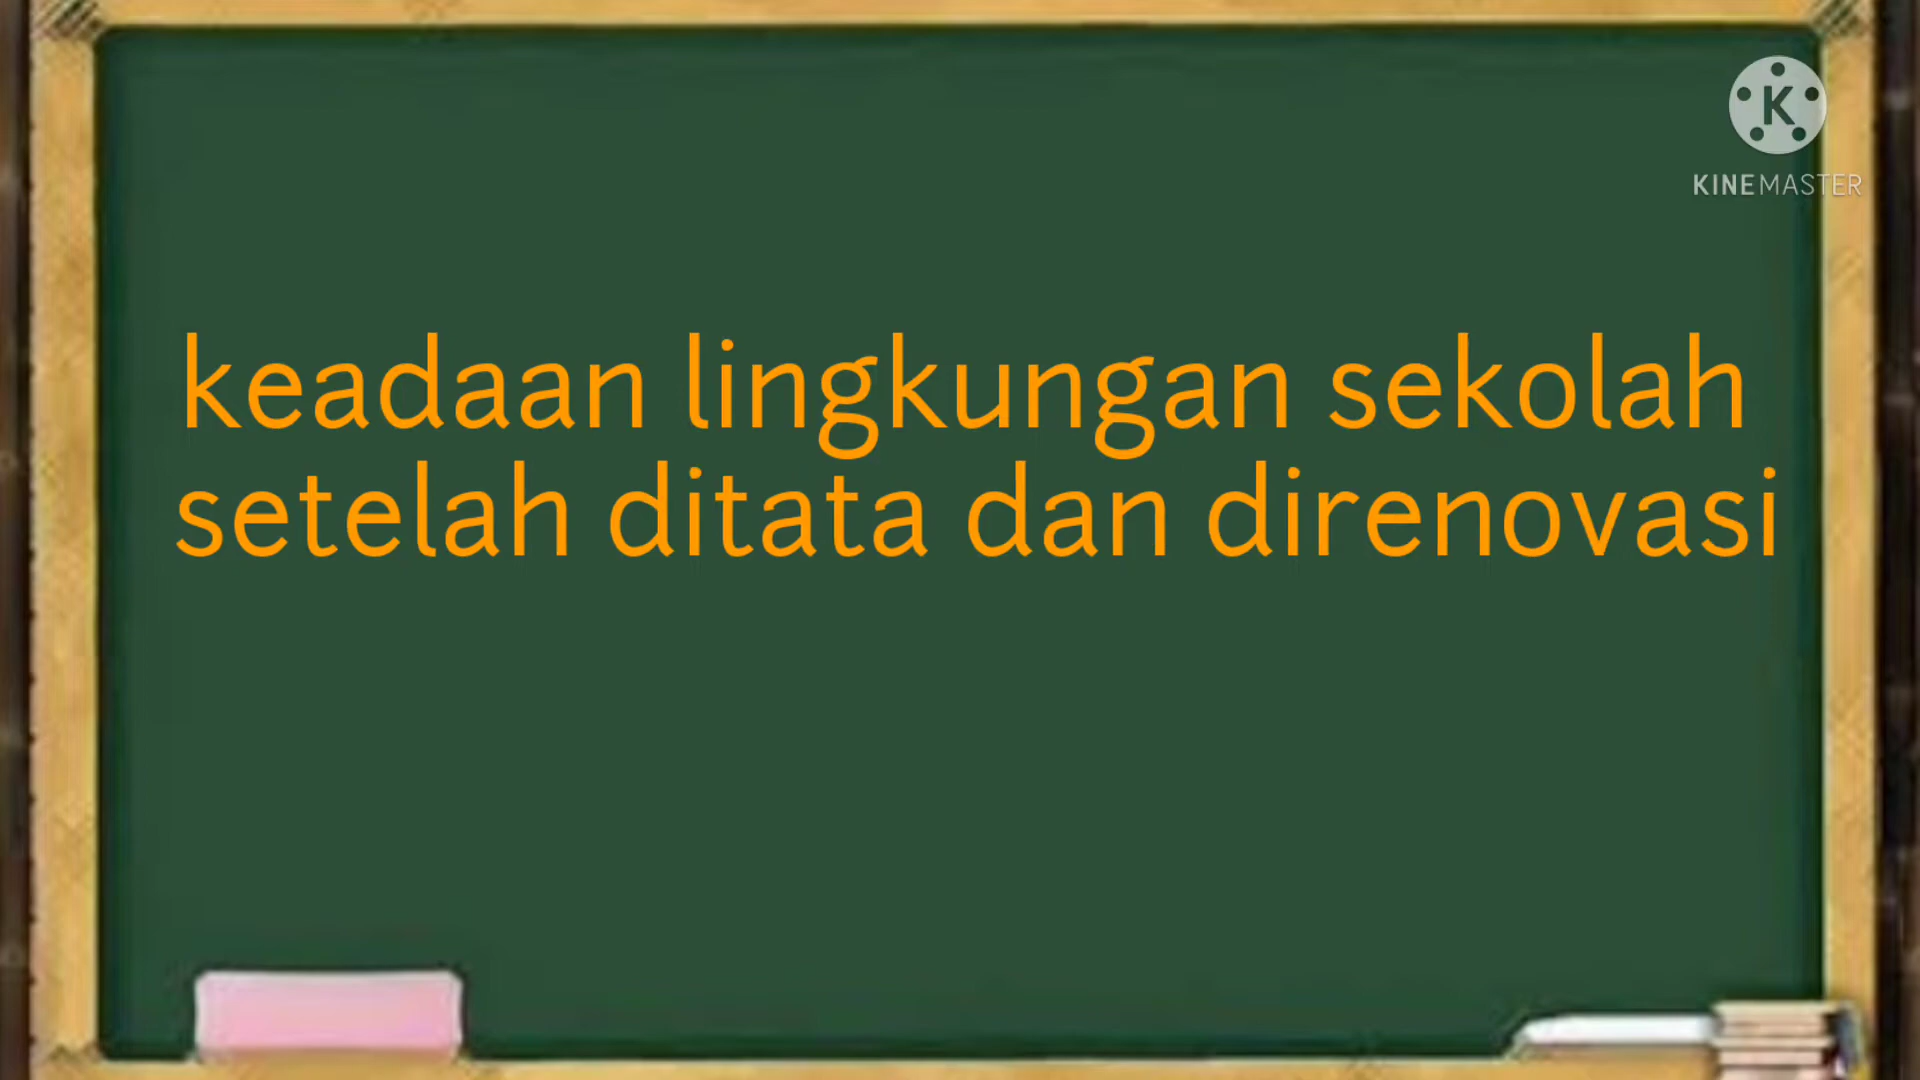 K
KINEMASTER
keadaan lingkungan sekolah
setelah ditata dan direnovasi